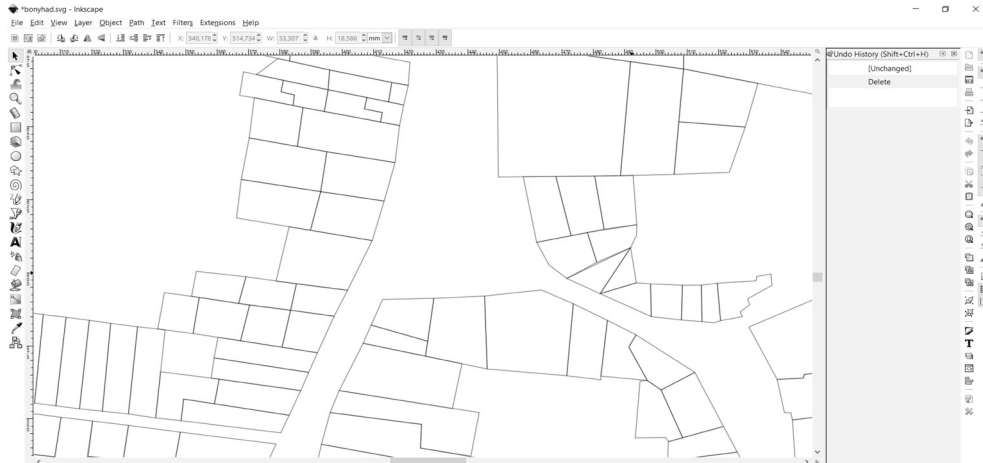 *bonyhad.svg - Inkscape
File Edit View Layer Object Path Text Filters Extensions Help
X: 540,178 Y: 514,734 W: 33,307 H: 18,586 mm
Undo History (Shift+Ctrl+H)
[Unchanged]
Delete